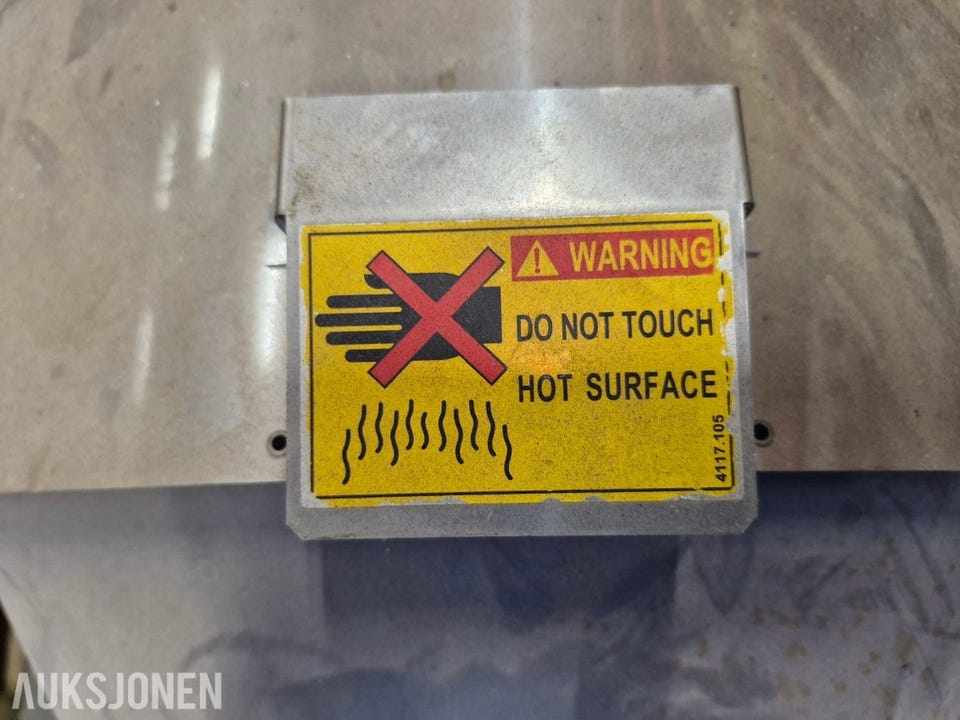 WARNING
DO NOT TOUCH
HOT SURFACE
4117.105
AUKSJONEN